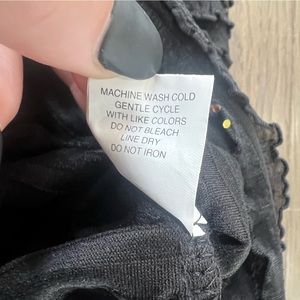 MACHINE WASH COLD
GENTLE CYCLE
WITH LIKE COLORS
DO NOT BLEACH
LINE DRY
DO NOT IRON